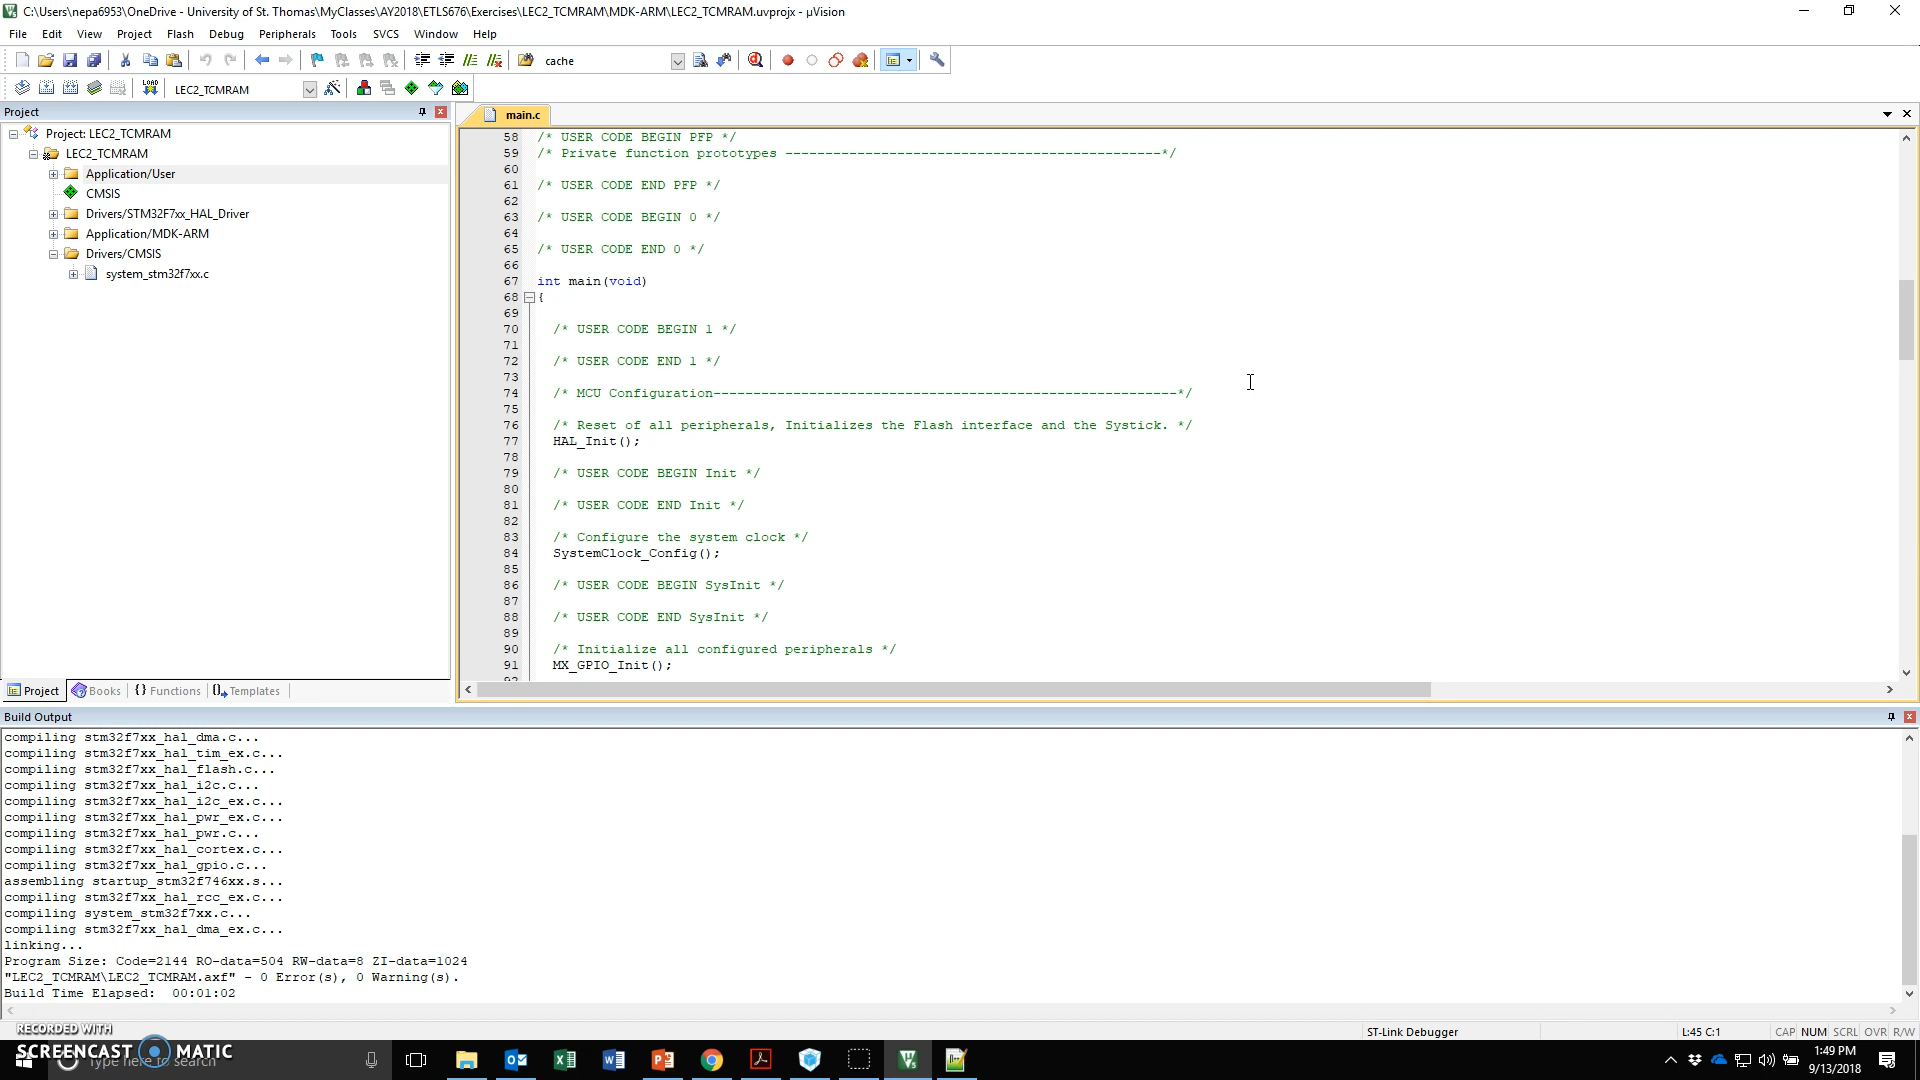 C:\Users\nepa6953\OneDrive - University of St. Thomas\MyClasses\AY2018\ETLS676\Exercises\LEC2_TCMRAM\MDK-ARM\LEC2_TCMRAM.uvprojx - µVision
File Edit View Project Flash Debug Peripherals Tools SVCS Window Help
cache
LOAD LEC2_TCMRAM
Project
main.c
Project: LEC2_TCMRAM
LEC2_TCMRAM
Application/User
CMSIS
Drivers/STM32F7xx_HAL_Driver
Application/MDK-ARM
Drivers/CMSIS
system_stm32f7xx.c
58 /* USER CODE BEGIN PFP */
59 /* Private function prototypes -----------------------------------------------*/
60
61 /* USER CODE END PFP */
62
63 /* USER CODE BEGIN 0 */
64
65 /* USER CODE END 0 */
66
67 int main(void)
68 {
69
70 /* USER CODE BEGIN 1 */
71
72 /* USER CODE END 1 */
73
74 /* MCU Configuration----------------------------------------------------------*/
75
76 /* Reset of all peripherals, Initializes the Flash interface and the Systick. */
77 HAL_Init();
78
79 /* USER CODE BEGIN Init */
80
81 /* USER CODE END Init */
82
83 /* Configure the system clock */
84 SystemClock_Config();
85
86 /* USER CODE BEGIN SysInit */
87
88 /* USER CODE END SysInit */
89
90 /* Initialize all configured peripherals */
91 MX_GPIO_Init();
92
Project Books {} Functions Templates
Build Output
compiling stm32f7xx_hal_dma.c...
compiling stm32f7xx_hal_tim_ex.c...
compiling stm32f7xx_hal_flash.c...
compiling stm32f7xx_hal_i2c.c...
compiling stm32f7xx_hal_i2c_ex.c...
compiling stm32f7xx_hal_pwr_ex.c...
compiling stm32f7xx_hal_pwr.c...
compiling stm32f7xx_hal_cortex.c...
compiling stm32f7xx_hal_gpio.c...
assembling startup_stm32f746xx.s...
compiling stm32f7xx_hal_rcc_ex.c...
compiling system_stm32f7xx.c...
compiling stm32f7xx_hal_dma_ex.c...
linking...
Program Size: Code=2144 RO-data=504 RW-data=8 ZI-data=1024
"LEC2_TCMRAM\LEC2_TCMRAM.axf" - 0 Error(s), 0 Warning(s).
Build Time Elapsed:  00:01:02
ST-Link Debugger L:45 C:1 CAP NUM SCRL OVR R/W
RECORDED WITH
SCREENCAST MATIC
Type here to search
1:49 PM
9/13/2018